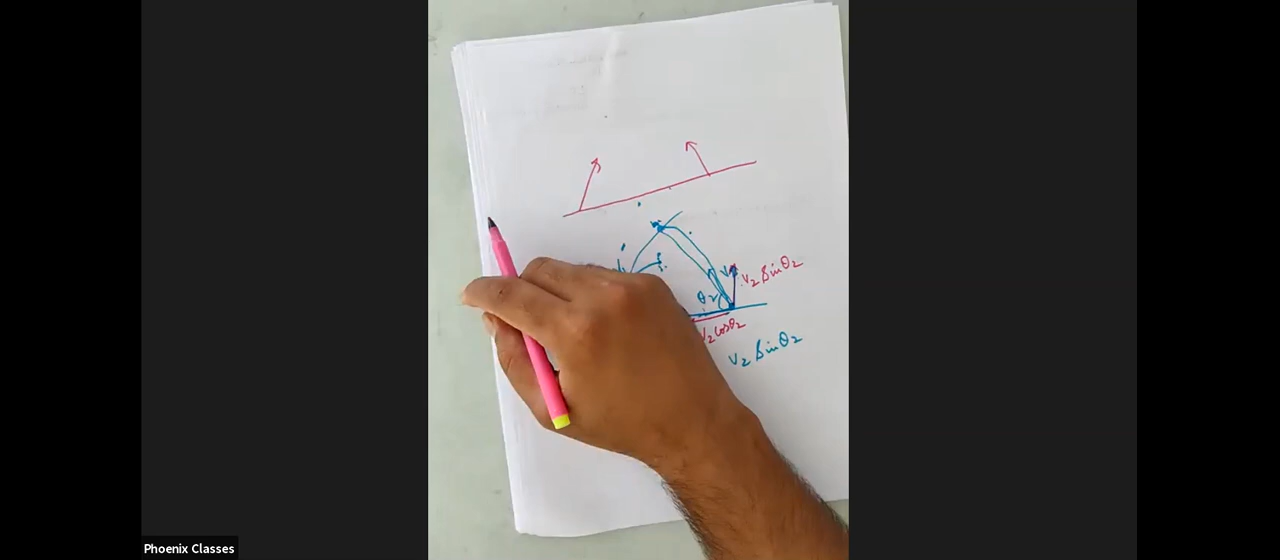 V₂ Sinθ₂
θ₂
V₂ cosθ₂
V₂ Sinθ₂
Phoenix Classes